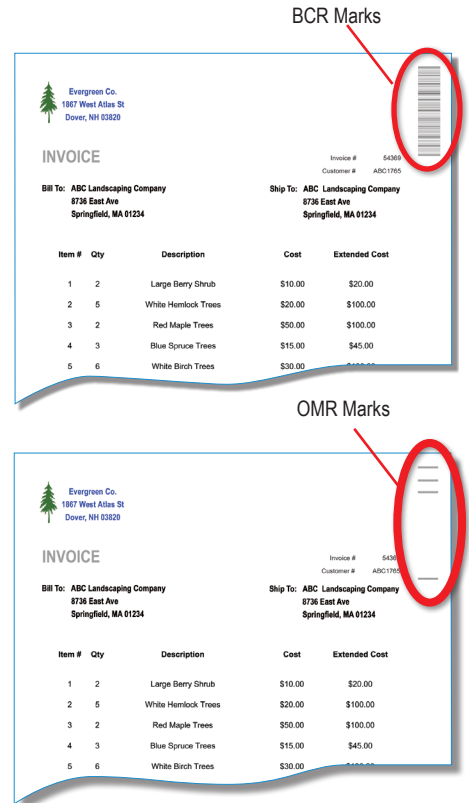 BCR Marks
Evergreen Co.
1867 West Atlas St
Dover, NH 03820
INVOICE
Invoice # 54369
Customer # ABC1765
Bill To: ABC Landscaping Company Ship To: ABC Landscaping Company
8736 East Ave 8736 East Ave
Springfield, MA 01234 Springfield, MA 01234
Item # Qty Description Cost Extended Cost
1 2 Large Berry Shrub $10.00 $20.00
2 5 White Hemlock Trees $20.00 $100.00
3 2 Red Maple Trees $50.00 $100.00
4 3 Blue Spruce Trees $15.00 $45.00
5 6 White Birch Trees $30.00
OMR Marks
Evergreen Co.
1867 West Atlas St
Dover, NH 03820
INVOICE
Invoice #
Customer # ABC1765
Bill To: ABC Landscaping Company Ship To: ABC Landscaping Company
8736 East Ave 8736 East Ave
Springfield, MA 01234 Springfield, MA 01234
Item # Qty Description Cost Extended Cost
1 2 Large Berry Shrub $10.00 $20.00
2 5 White Hemlock Trees $20.00 $100.00
3 2 Red Maple Trees $50.00 $100.00
4 3 Blue Spruce Trees $15.00 $45.00
5 6 White Birch Trees $30.00